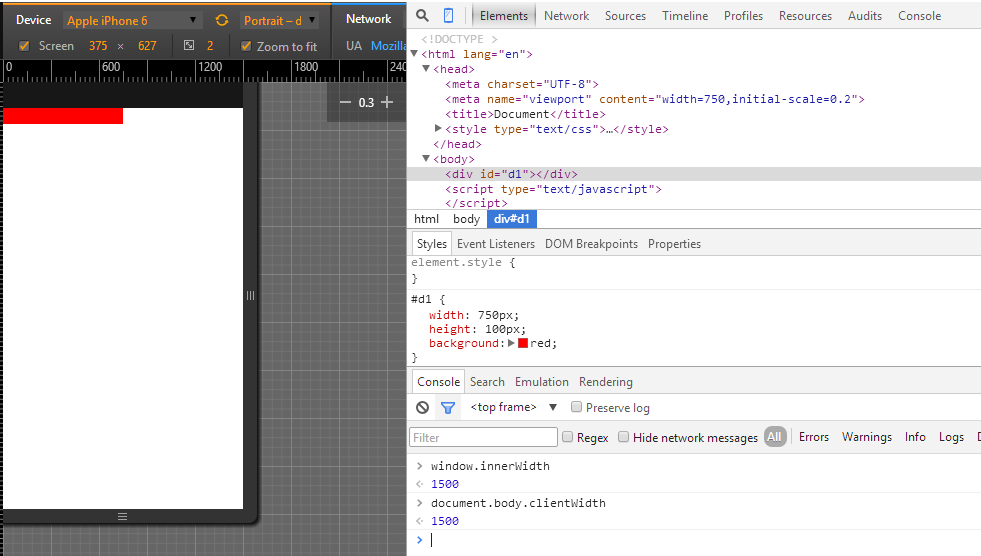 Device Apple iPhone 6 ▼ Portrait – d ▼ Network
Screen 375 × 627 2 Zoom to fit UA Mozilla
0 600 1200 1800 2400
0.3
Elements Network Sources Timeline Profiles Resources Audits Console
<!DOCTYPE >
▼<html lang="en">
▼<head>
<meta charset="UTF-8">
<meta name="viewport" content="width=750,initial-scale=0.2">
<title>Document</title>
▶<style type="text/css">…</style>
</head>
▼<body>
<div id="d1"></div>
<script type="text/javascript">
</script>
html body div#d1
Styles Event Listeners DOM Breakpoints Properties
element.style {
}
#d1 {
width: 750px;
height: 100px;
background:▶red;
}
Console Search Emulation Rendering
<top frame> ▼ Preserve log
Filter Regex Hide network messages All Errors Warnings Info Logs D
> window.innerWidth
<· 1500
> document.body.clientWidth
<· 1500
>